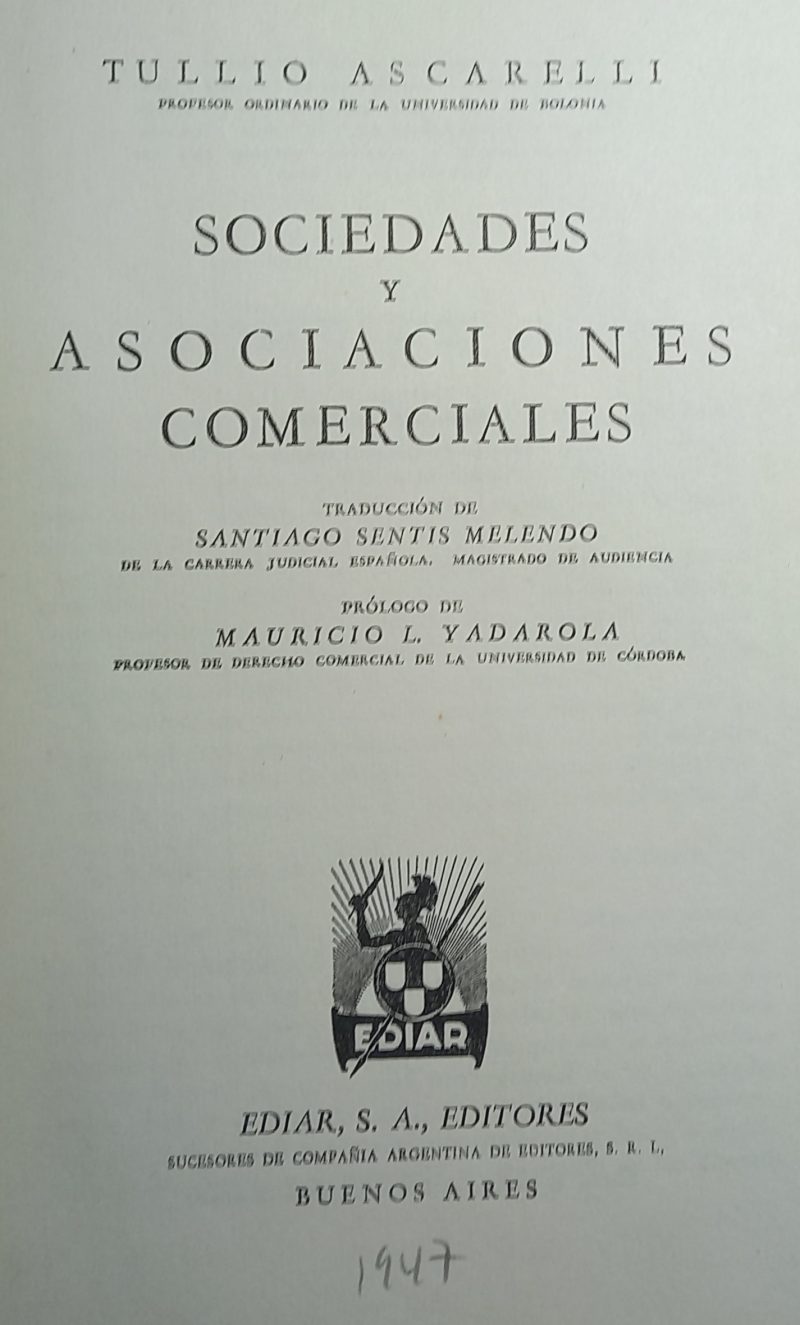 TULLIO ASCARELLI
PROFESOR ORDINARIO DE LA UNIVERSIDAD DE BOLONIA
SOCIEDADES
Y
ASOCIACIONES
COMERCIALES
TRADUCCIÓN DE
SANTIAGO SENTIS MELENDO
DE LA CARRERA JUDICIAL ESPAÑOLA. MAGISTRADO DE AUDIENCIA
PRÓLOGO DE
MAURICIO L. YADAROLA
PROFESOR DE DERECHO COMERCIAL DE LA UNIVERSIDAD DE CÓRDOBA
EDIAR
EDIAR, S. A., EDITORES
SUCESORES DE COMPAÑIA ARGENTINA DE EDITORES, S. R. L,
BUENOS AIRES
1947